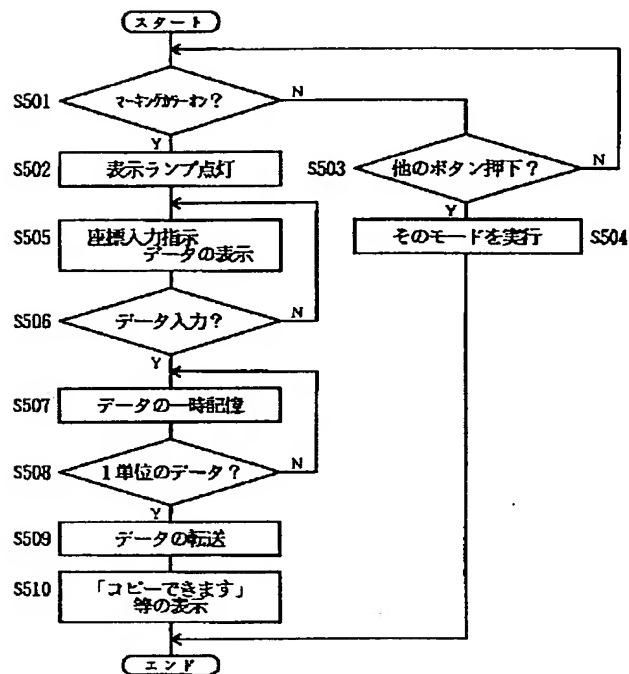 スタート
S501
マーキングカラーオン?
N
Y
S502
表示ランプ点灯
S503
他のボタン押下?
N
Y
S504
そのモードを実行
S505
座標入力指示
データの表示
S506
データ入力?
N
Y
S507
データの一時記憶
S508
1単位のデータ?
N
Y
S509
データの転送
S510
「コピーできます」
等の表示
エンド